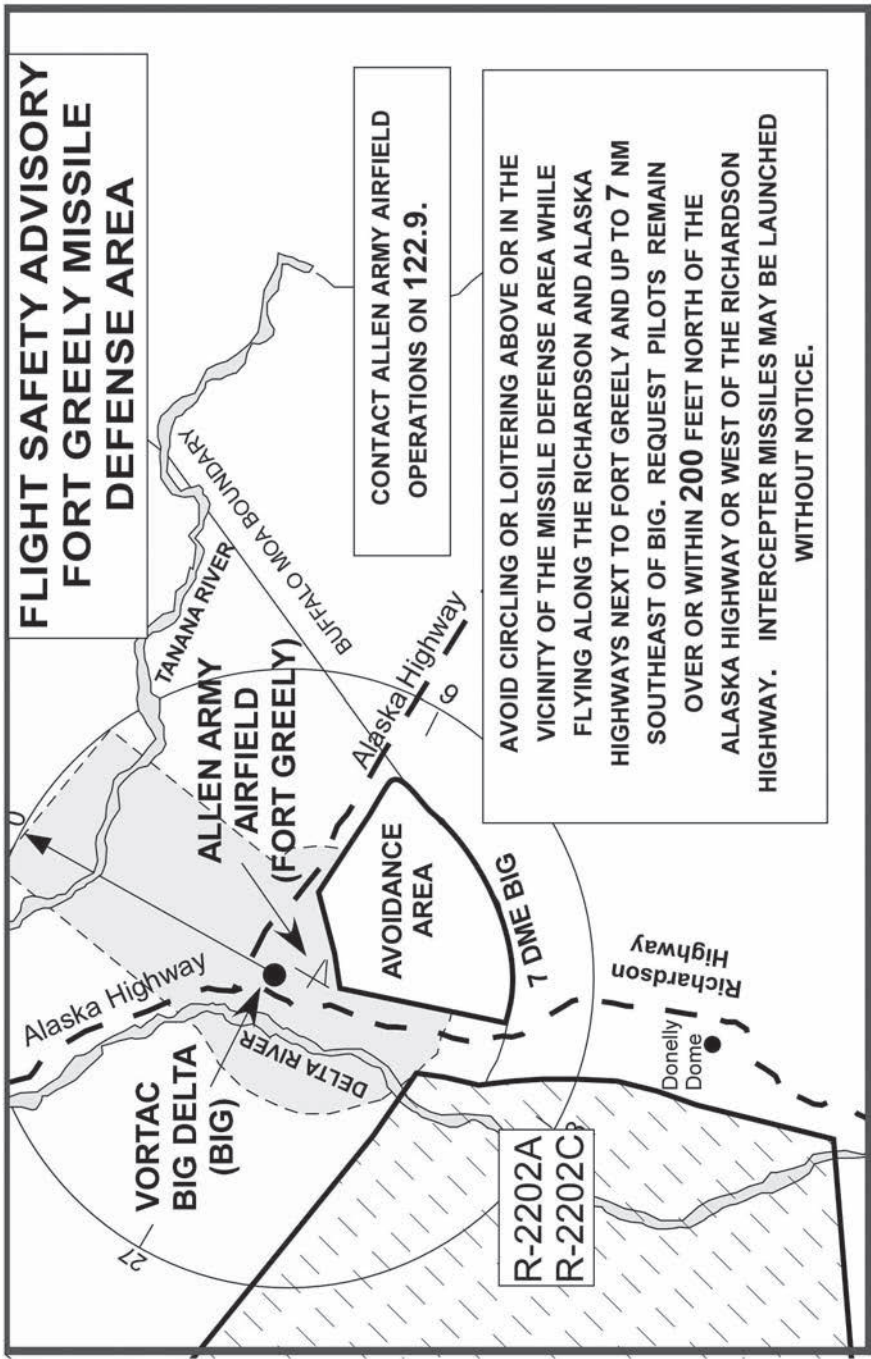 FLIGHT SAFETY ADVISORY
FORT GREELY MISSILE
DEFENSE AREA
CONTACT ALLEN ARMY AIRFIELD
OPERATIONS ON 122.9.
AVOID CIRCLING OR LOITERING ABOVE OR IN THE
VICINITY OF THE MISSILE DEFENSE AREA WHILE
FLYING ALONG THE RICHARDSON AND ALASKA
HIGHWAYS NEXT TO FORT GREELY AND UP TO 7 NM
SOUTHEAST OF BIG. REQUEST PILOTS REMAIN
OVER OR WITHIN 200 FEET NORTH OF THE
ALASKA HIGHWAY OR WEST OF THE RICHARDSON
HIGHWAY. INTERCEPTER MISSILES MAY BE LAUNCHED
WITHOUT NOTICE.
TANANA RIVER
BUFFALO MOA BOUNDARY
0
Alaska Highway
ALLEN ARMY
AIRFIELD
(FORT GREELY)
Alaska Highway
9
VORTAC
BIG DELTA
(BIG)
DELTA RIVER
27
AVOIDANCE
AREA
7 DME BIG
Richardson
Highway
Donelly
Dome
R-2202A
R-2202C